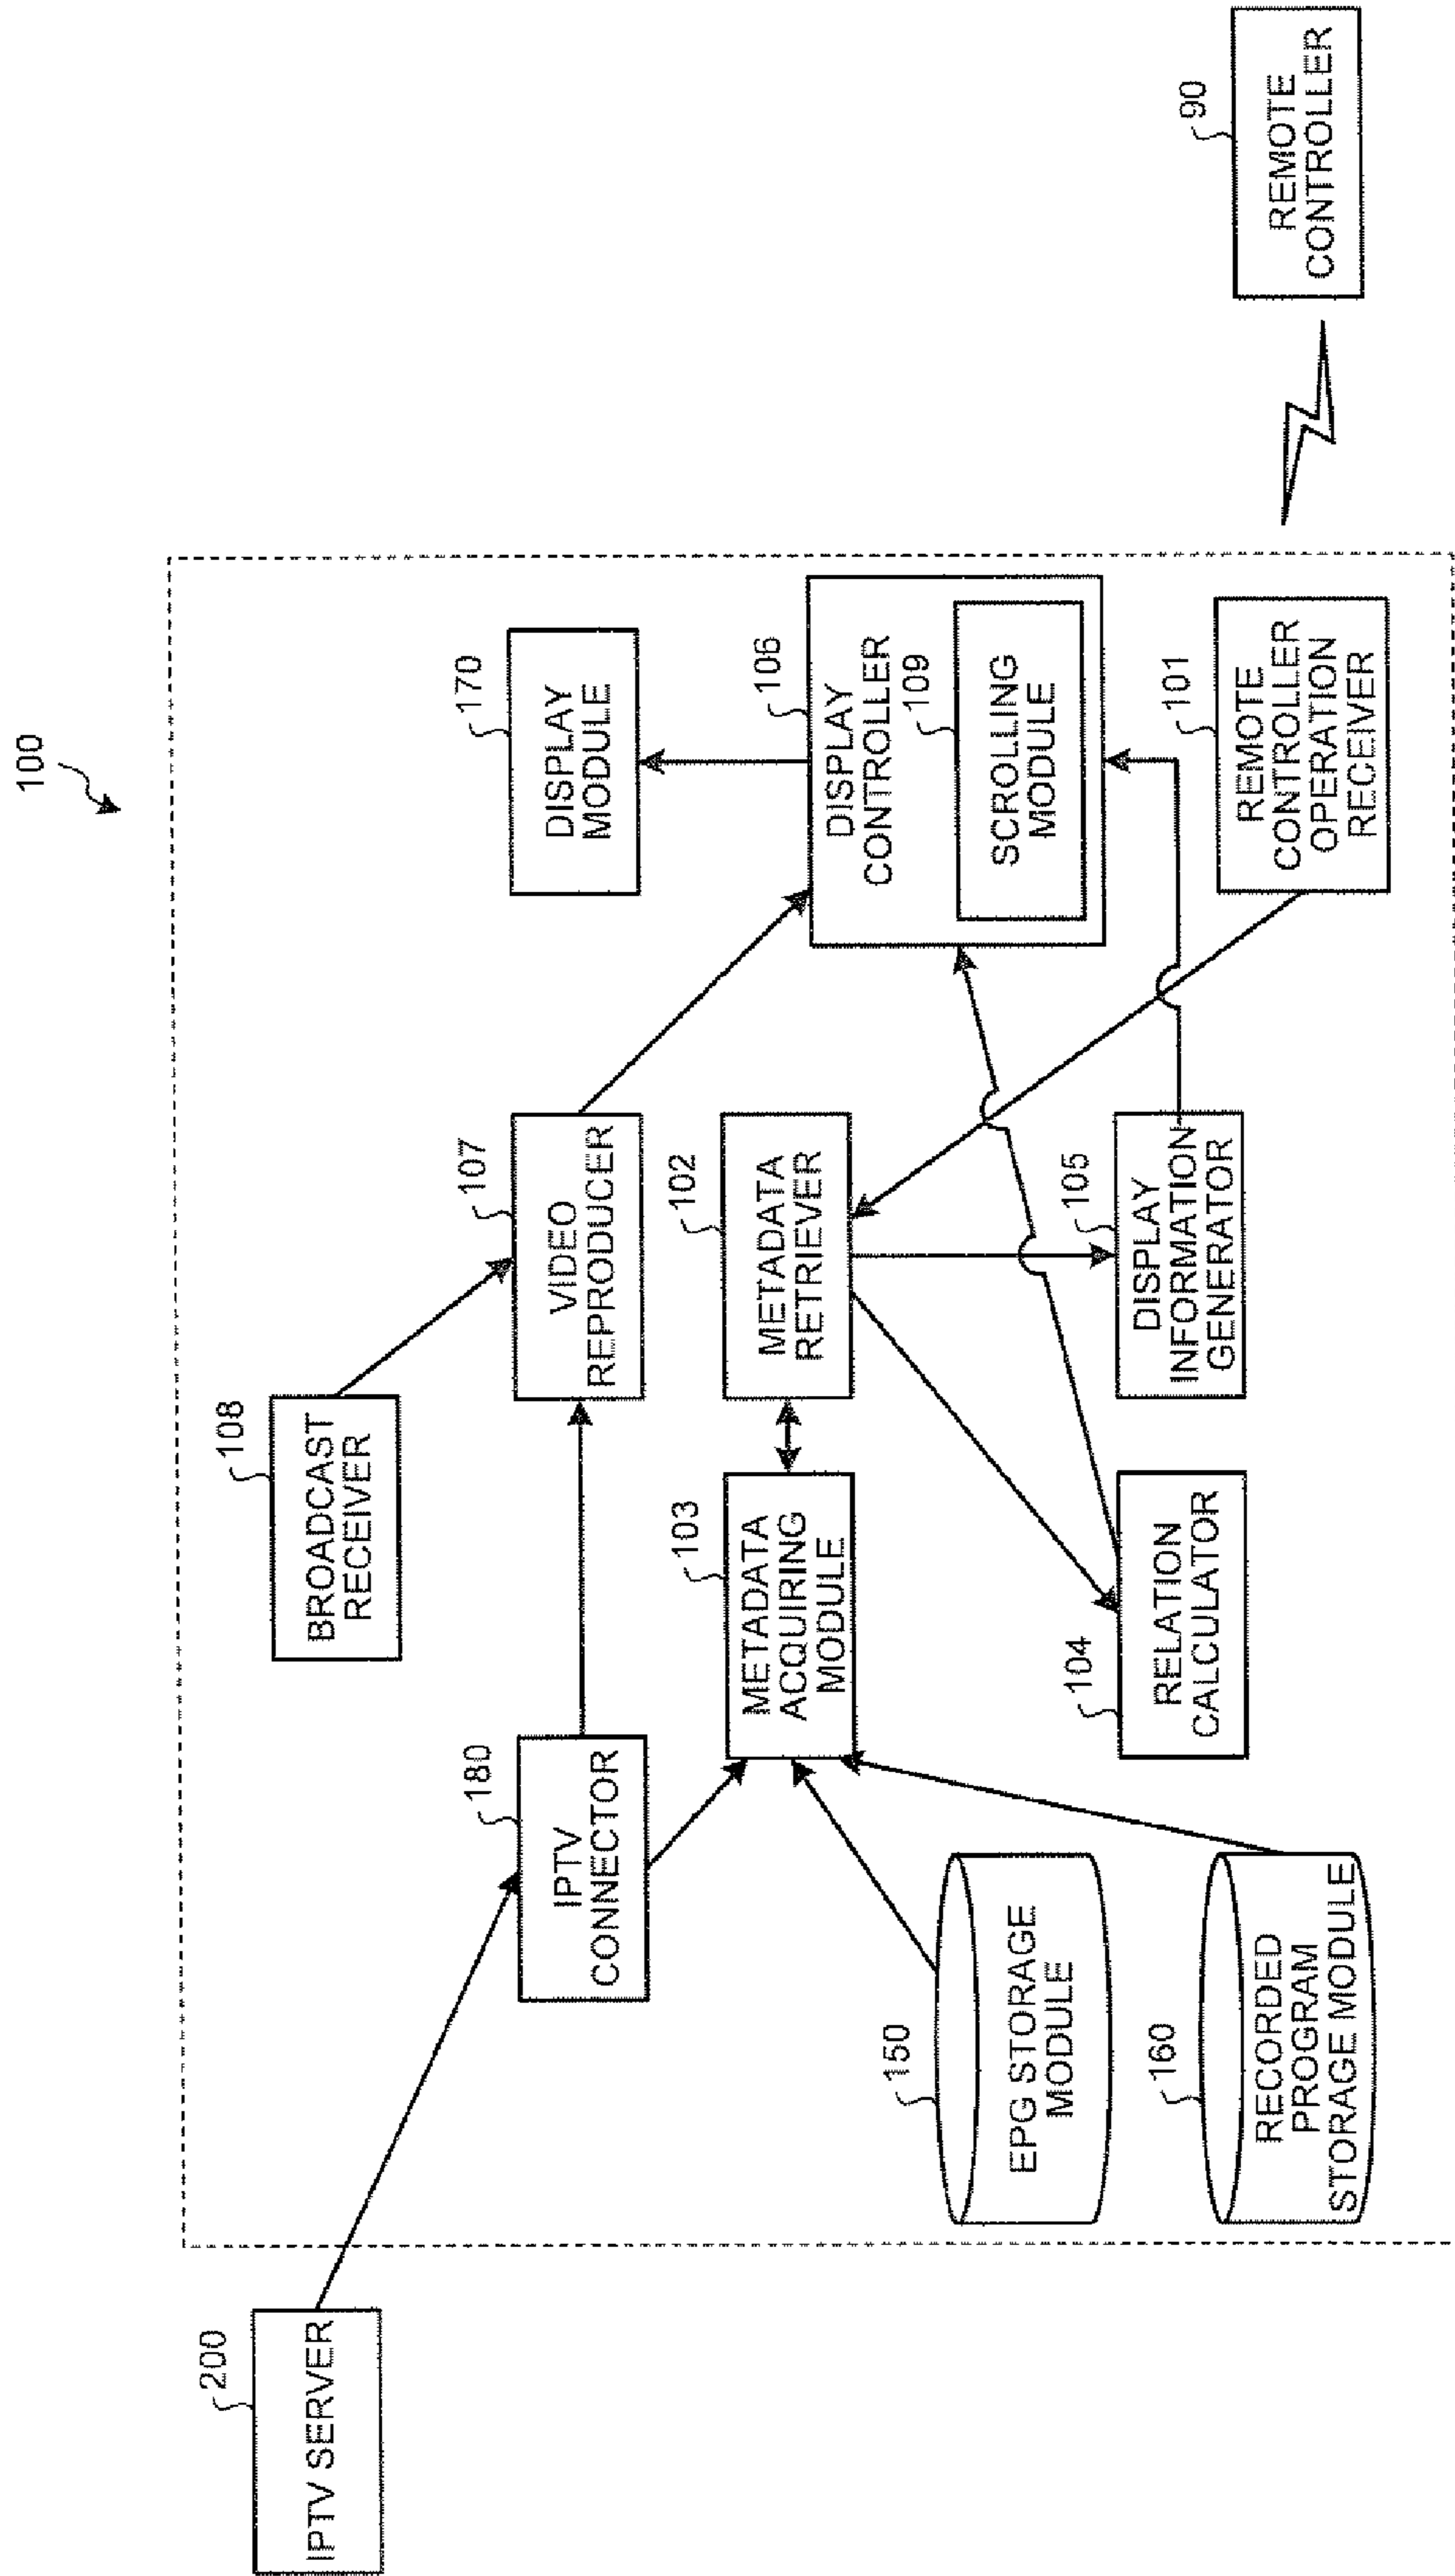 100
200
IPTV SERVER
108
BROADCAST
RECEIVER
180
IPTV
CONNECTOR
107
VIDEO
REPRODUCER
170
DISPLAY
MODULE
103
METADATA
ACQUIRING
MODULE
102
METADATA
RETRIEVER
106
DISPLAY
CONTROLLER
109
SCROLLING
MODULE
150
EPG STORAGE
MODULE
160
RECORDED
PROGRAM
STORAGE MODULE
104
RELATION
CALCULATOR
105
DISPLAY
INFORMATION
GENERATOR
101
REMOTE
CONTROLLER
OPERATION
RECEIVER
90
REMOTE
CONTROLLER